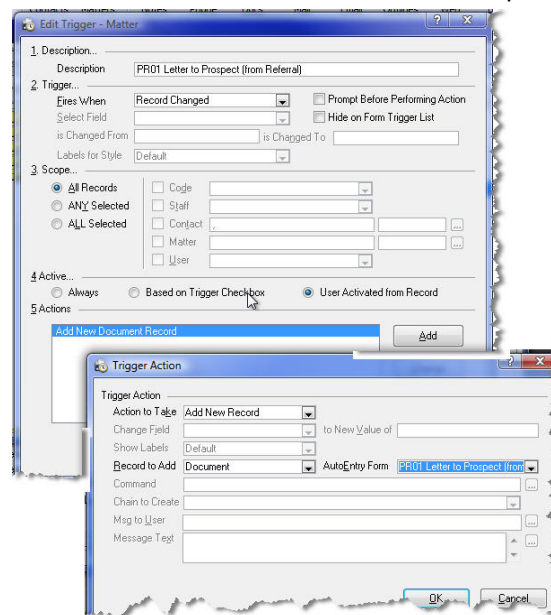 Edit Trigger - Matter
1. Description...
Description PR01 Letter to Prospect (from Referral)
2. Trigger...
Fires When Record Changed Prompt Before Performing Action
Select Field Hide on Form Trigger List
is Changed From is Changed To
Labels for Style Default
3. Scope...
All Records Code
ANY Selected Staff
ALL Selected Contact .
Matter
User
4 Active...
Always Based on Trigger Checkbox User Activated from Record
5 Actions
Add New Document Record Add
Trigger Action
Trigger Action
Action to Take Add New Record
Change Field to New Value of
Show Labels Default
Record to Add Document AutoEntry Form PR01 Letter to Prospect (from
Command
Chain to Create
Msg to User
Message Text
OK Cancel